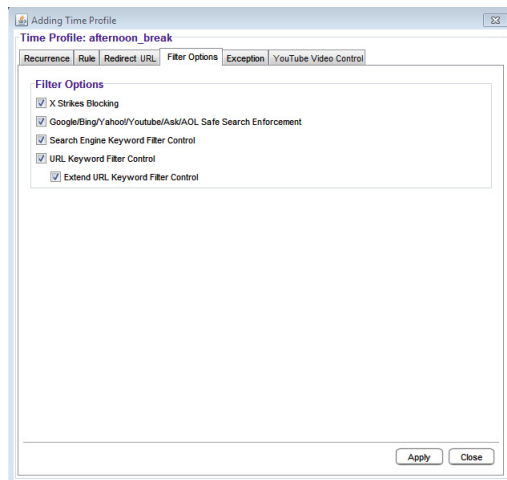 Adding Time Profile
Time Profile: afternoon_break
Recurrence Rule Redirect URL Filter Options Exception YouTube Video Control
Filter Options
X Strikes Blocking
Google/Bing/Yahoo!/Youtube/Ask/AOL Safe Search Enforcement
Search Engine Keyword Filter Control
URL Keyword Filter Control
Extend URL Keyword Filter Control
Apply Close